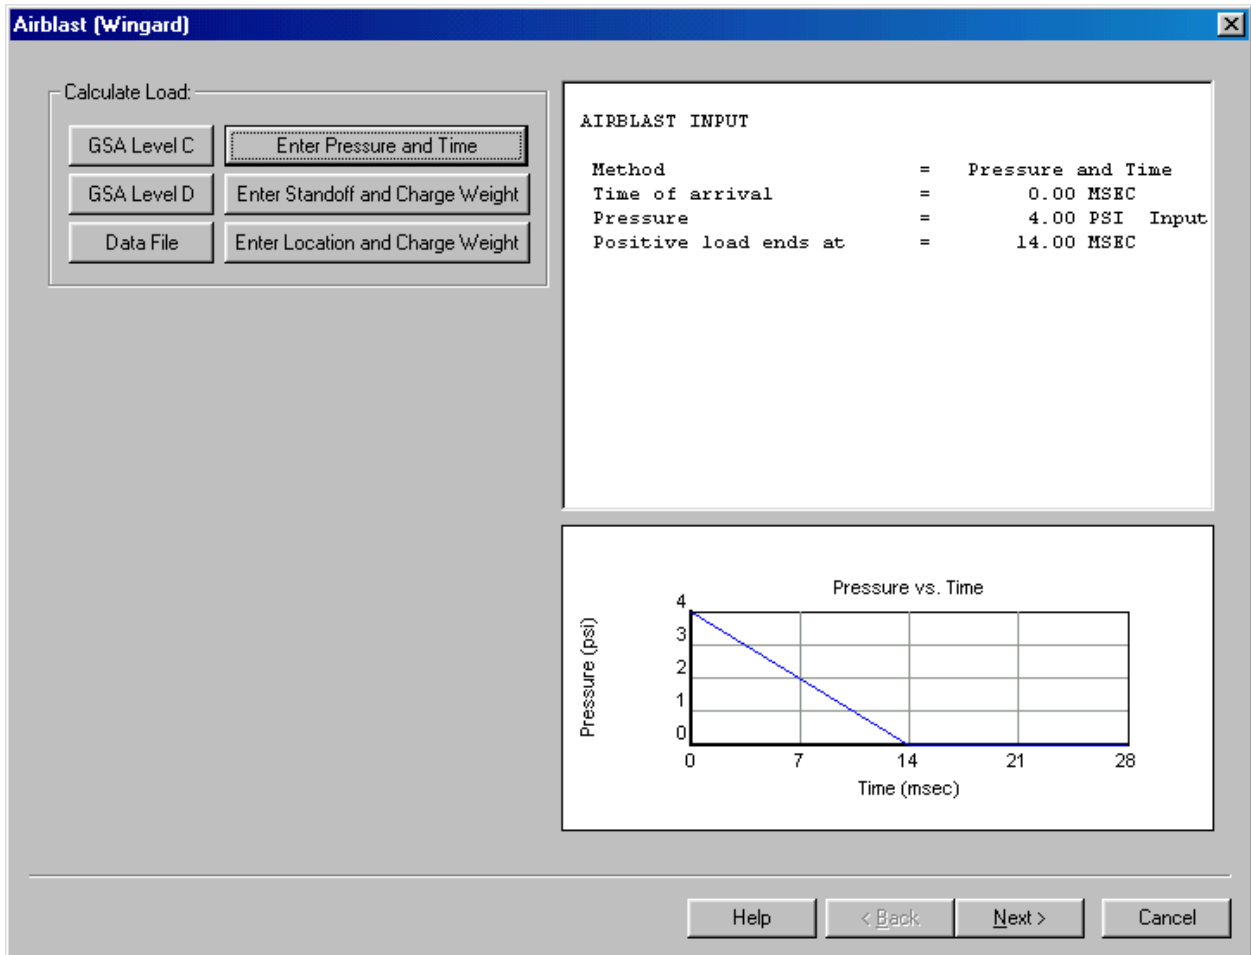 Airblast (Wingard)
Calculate Load:
GSA Level C
Enter Pressure and Time
GSA Level D
Enter Standoff and Charge Weight
Data File
Enter Location and Charge Weight
AIRBLAST INPUT
Method = Pressure and Time
Time of arrival = 0.00 MSEC
Pressure = 4.00 PSI Input
Positive load ends at = 14.00 MSEC
Pressure vs. Time
Pressure (psi)
4
3
2
1
0
0 7 14 21 28
Time (msec)
Help
< Back
Next >
Cancel